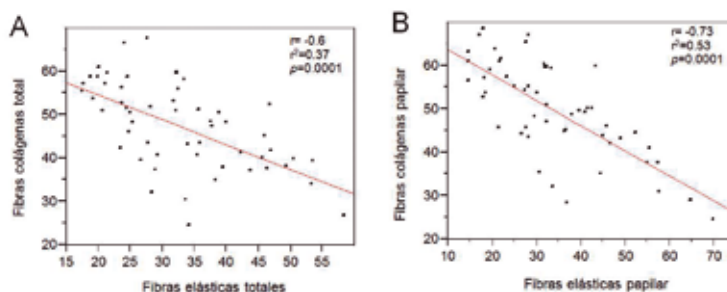 A
r= -0.6
r²=0.37
p=0.0001
Fibras colágenas total
60
50
40
30
20
15 20 25 30 35 40 45 50 55
Fibras elásticas totales
B
r= -0.73
r²=0.53
p=0.0001
Fibras colágenas papilar
60
50
40
30
20
10 20 30 40 50 60 70
Fibras elásticas papilar